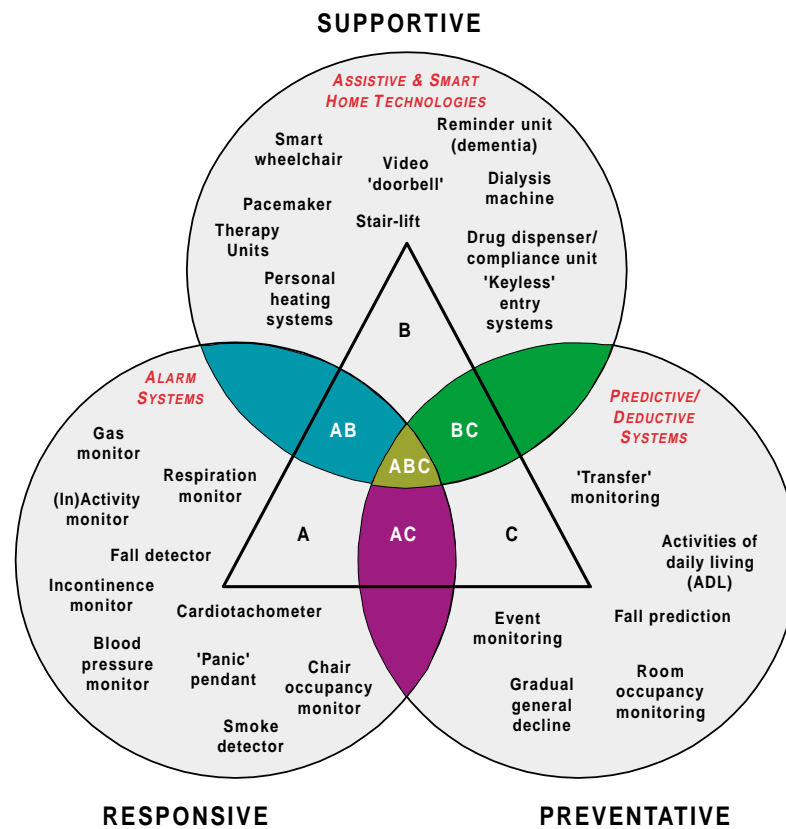 SUPPORTIVE
ASSISTIVE & SMART
HOME TECHNOLOGIES
Reminder unit
(dementia)
Smart
wheelchair
Video
'doorbell'
Dialysis
machine
Pacemaker
Stair-lift
Therapy
Units
Drug dispenser/
compliance unit
Personal
heating
systems
'Keyless'
entry
systems
B
ALARM
SYSTEMS
PREDICTIVE/
DEDUCTIVE
SYSTEMS
AB
BC
ABC
Gas
monitor
Respiration
monitor
'Transfer'
monitoring
(In)Activity
monitor
A
AC
C
Fall detector
Activities of
daily living
(ADL)
Incontinence
monitor
Cardiotachometer
Event
monitoring
Fall prediction
Blood
pressure
monitor
'Panic'
pendant
Chair
occupancy
monitor
Gradual
general
decline
Room
occupancy
monitoring
Smoke
detector
RESPONSIVE
PREVENTATIVE